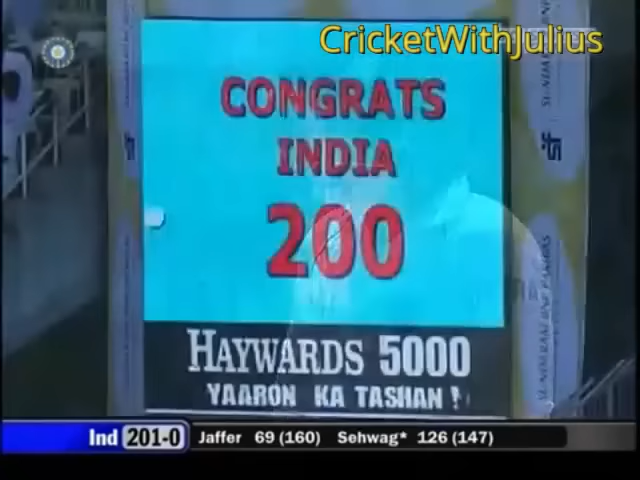 CricketWithJulius
CONGRATS
INDIA
200
HAYWARDS 5000
YAARON KA TASHAN !
Ind 201-0 Jaffer 69 (160) Sehwag* 126 (147)